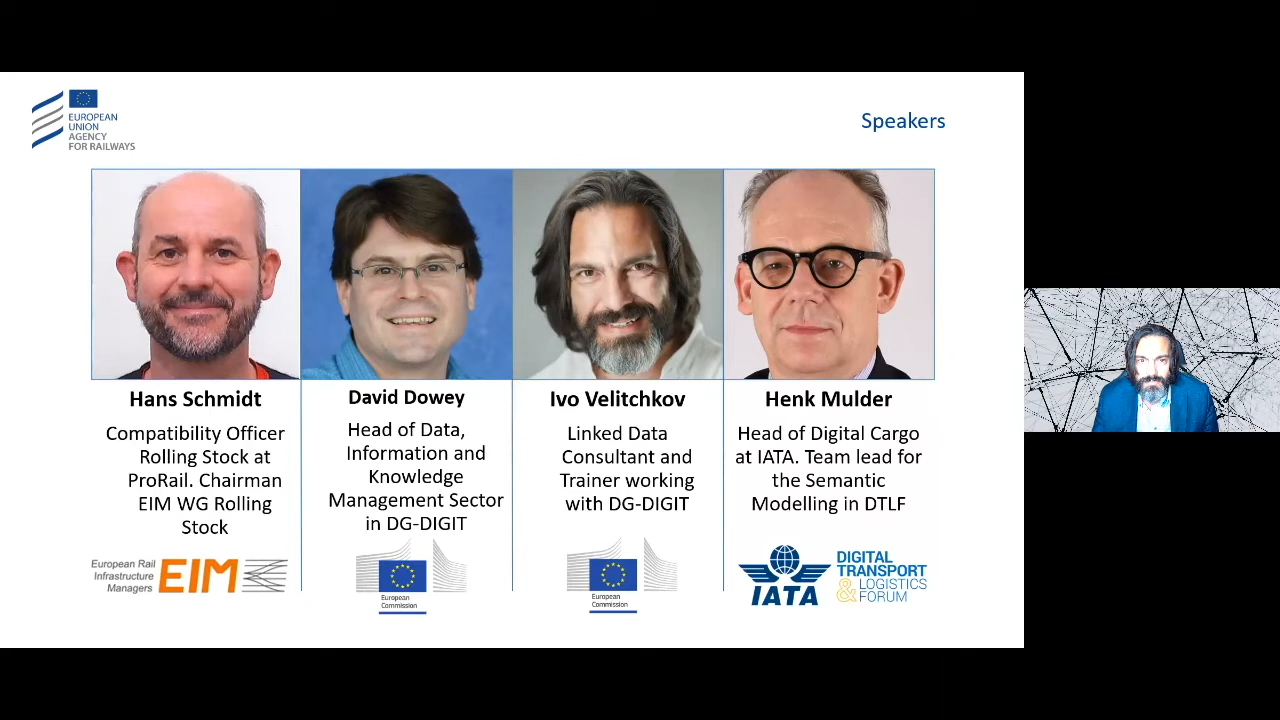 EUROPEAN
UNION
AGENCY
FOR RAILWAYS
Speakers
Hans Schmidt
Compatibility Officer
Rolling Stock at
ProRail. Chairman
EIM WG Rolling
Stock
European Rail
Infrastructure
Managers
EIM
David Dowey
Head of Data,
Information and
Knowledge
Management Sector
in DG-DIGIT
European
Commission
Ivo Velitchkov
Linked Data
Consultant and
Trainer working
with DG-DIGIT
European
Commission
Henk Mulder
Head of Digital Cargo
at IATA. Team lead for
the Semantic
Modelling in DTLF
IATA
DIGITAL
TRANSPORT
& LOGISTICS
FORUM